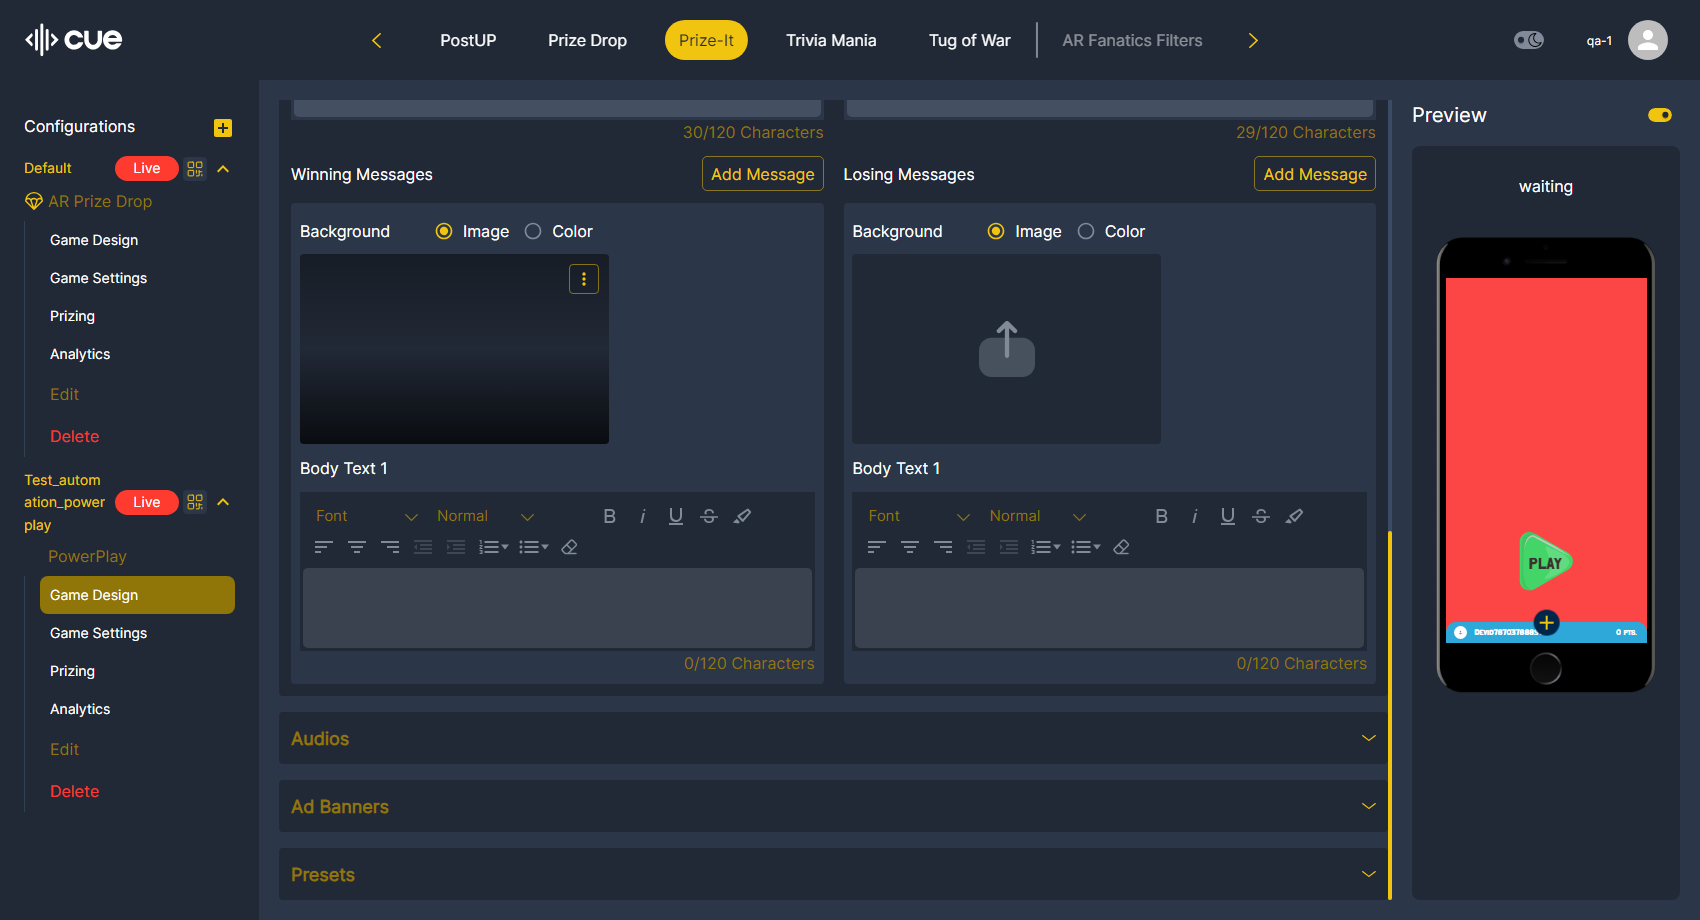 cue
PostUP
Prize Drop
Prize-It
Trivia Mania
Tug of War
AR Fanatics Filters
qa-1
Configurations
Default
Live
AR Prize Drop
Game Design
Game Settings
Prizing
Analytics
Edit
Delete
Test_autom
ation_power
play
Live
PowerPlay
Game Design
Game Settings
Prizing
Analytics
Edit
Delete
30/120 Characters
29/120 Characters
Winning Messages
Add Message
Losing Messages
Add Message
Background
Image
Color
Background
Image
Color
Body Text 1
Body Text 1
Font
Normal
B
i
U
S
Font
Normal
B
i
U
S
0/120 Characters
0/120 Characters
Audios
Ad Banners
Presets
Preview
waiting
PLAY
0 PTS.